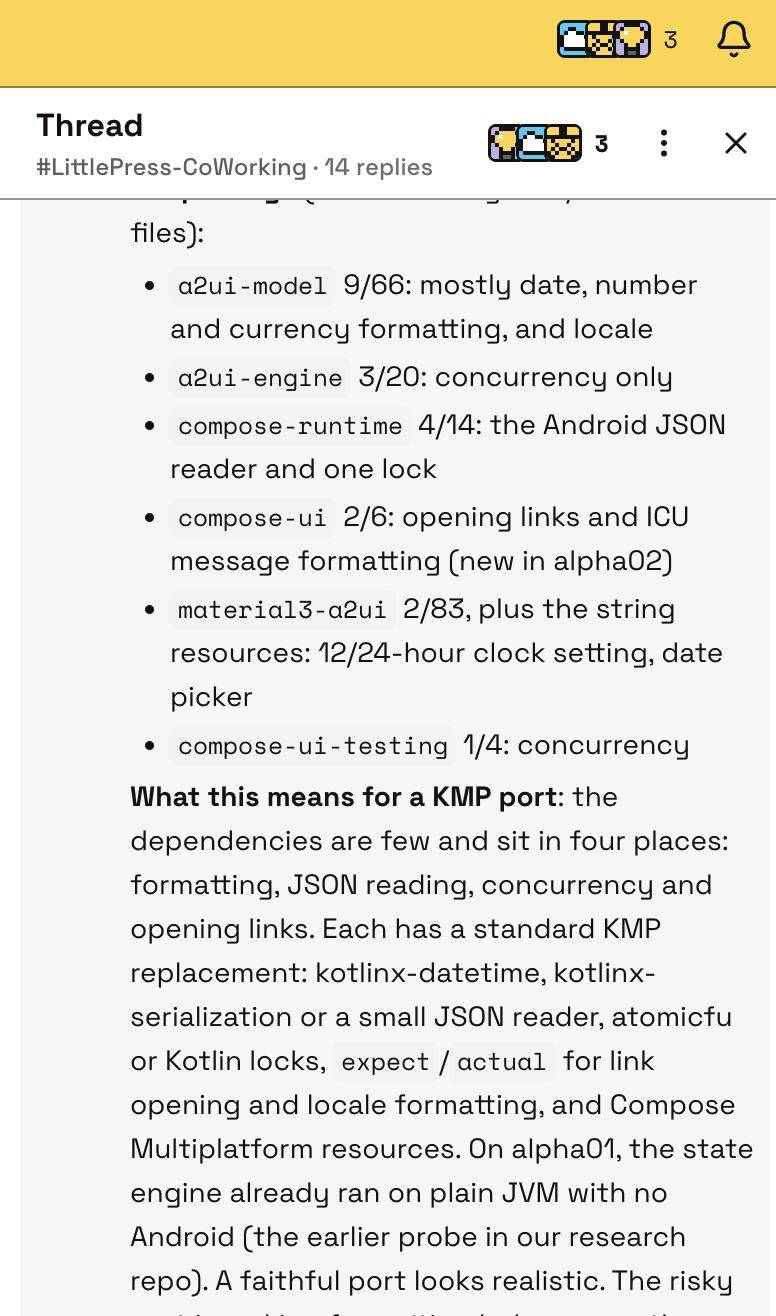 3
Thread
#LittlePress-CoWorking · 14 replies
3
files):
• a2ui-model 9/66: mostly date, number
and currency formatting, and locale
• a2ui-engine 3/20: concurrency only
• compose-runtime 4/14: the Android JSON
reader and one lock
• compose-ui 2/6: opening links and ICU
message formatting (new in alpha02)
• material3-a2ui 2/83, plus the string
resources: 12/24-hour clock setting, date
picker
• compose-ui-testing 1/4: concurrency
What this means for a KMP port: the
dependencies are few and sit in four places:
formatting, JSON reading, concurrency and
opening links. Each has a standard KMP
replacement: kotlinx-datetime, kotlinx-
serialization or a small JSON reader, atomicfu
or Kotlin locks, expect / actual for link
opening and locale formatting, and Compose
Multiplatform resources. On alpha01, the state
engine already ran on plain JVM with no
Android (the earlier probe in our research
repo). A faithful port looks realistic. The risky